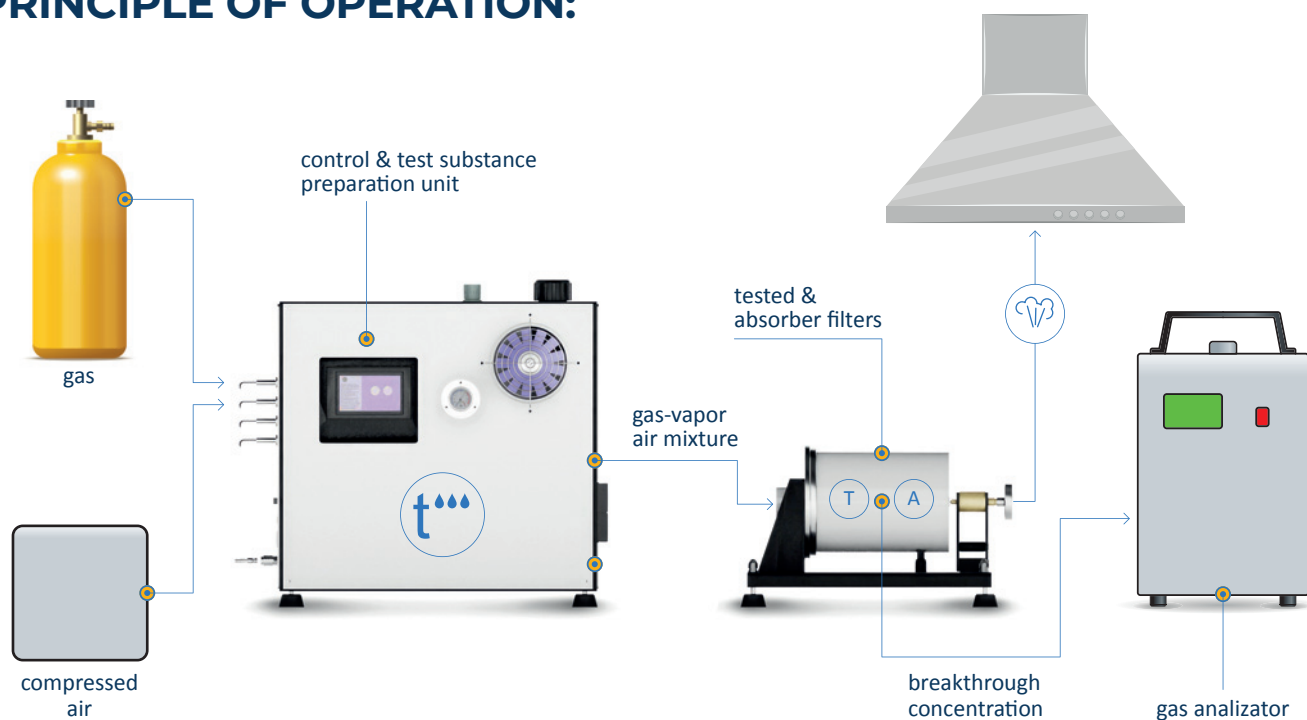 PRINCIPLE OF OPERATION:
control & test substance
preparation unit
gas
tested &
absorber filters
gas-vapor
air mixture
t
T
A
compressed
air
breakthrough
concentration
gas analizator